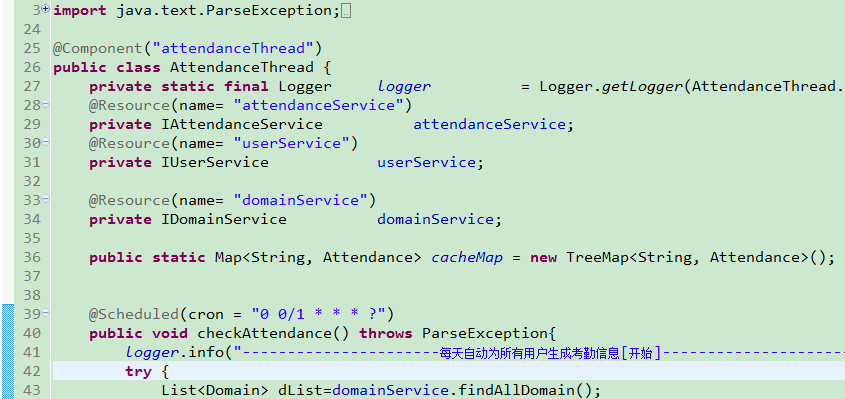 3 import java.text.ParseException;
24
25 @Component("attendanceThread")
26 public class AttendanceThread {
27 private static final Logger logger = Logger.getLogger(AttendanceThread.
28 @Resource(name= "attendanceService")
29 private IAttendanceService attendanceService;
30 @Resource(name= "userService")
31 private IUserService userService;
32
33 @Resource(name= "domainService")
34 private IDomainService domainService;
35
36 public static Map<String, Attendance> cacheMap = new TreeMap<String, Attendance>();
37
38
39 @Scheduled(cron = "0 0/1 * * * ?")
40 public void checkAttendance() throws ParseException{
41 logger.info("----------------------每天自动为所有用户生成考勤信息[开始]---------------------
42 try {
43 List<Domain> dList=domainService.findAllDomain();